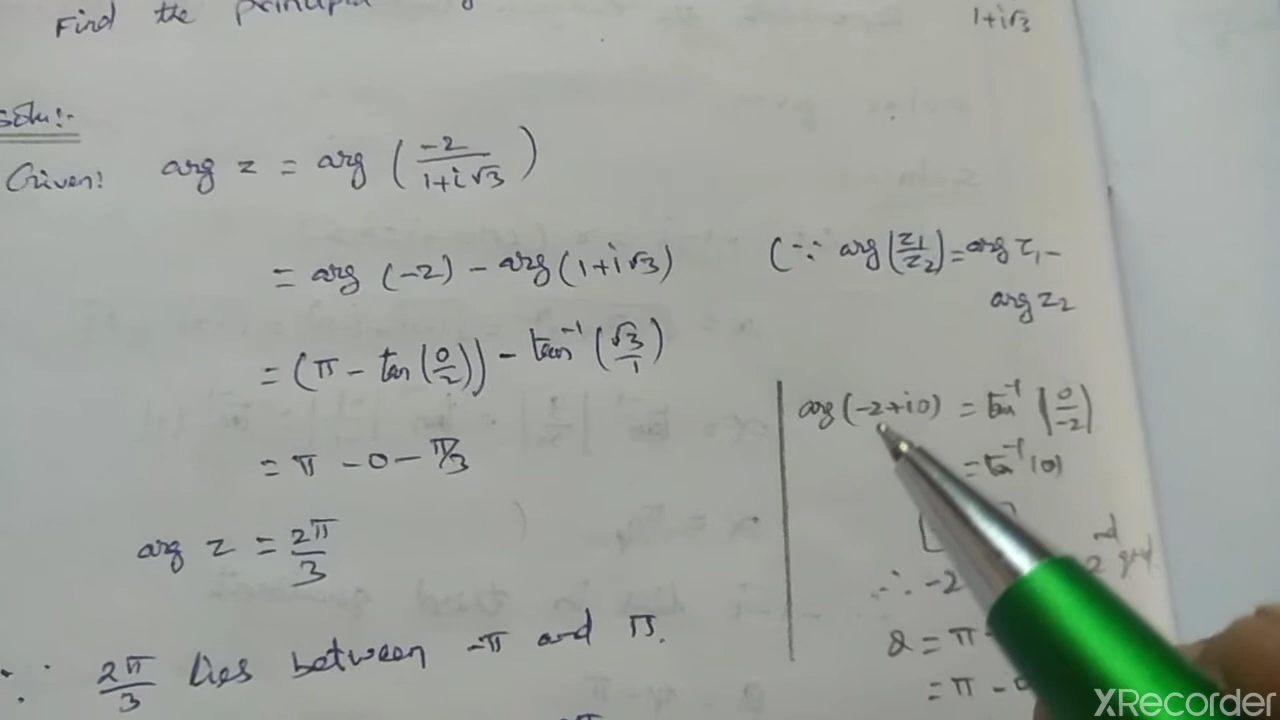 Find the
1+i√3
Soln:-
Given: arg z = arg (-2/1+i√3)
= arg (-2) - arg (1+i√3)
(∵ arg (z1/z2) = arg z1 -
arg z2
= (π - tan (0/2)) - tan⁻¹ (√3/1)
= π - 0 - π/3
arg z = 2π/3
∵ 2π/3 lies between -π and π.
arg (-2+i0) = tan⁻¹ (0/-2)
= tan⁻¹ (0)
∴ -2 2nd
= π -
= π -
XRecorder